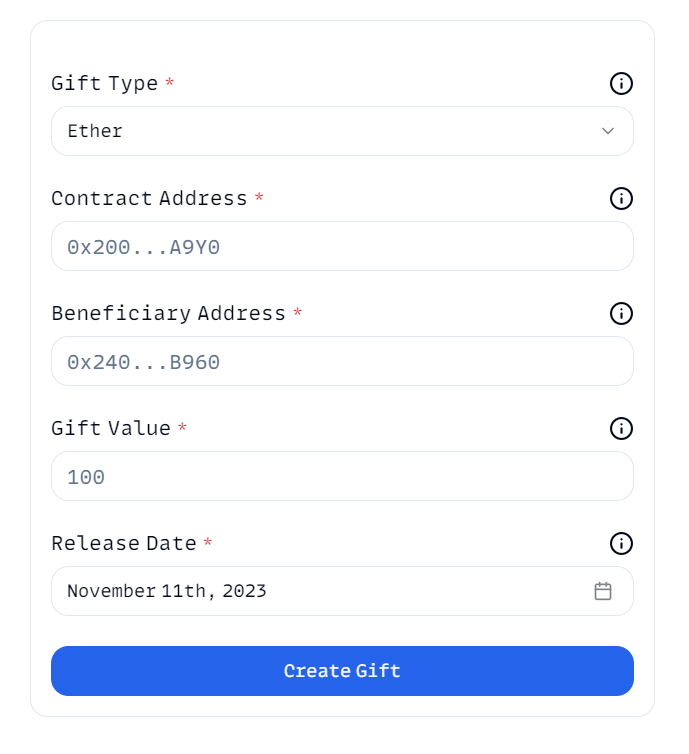 Gift Type *
Ether
Contract Address *
0x200...A9Y0
Beneficiary Address *
0x240...B960
Gift Value *
100
Release Date *
November 11th, 2023
Create Gift